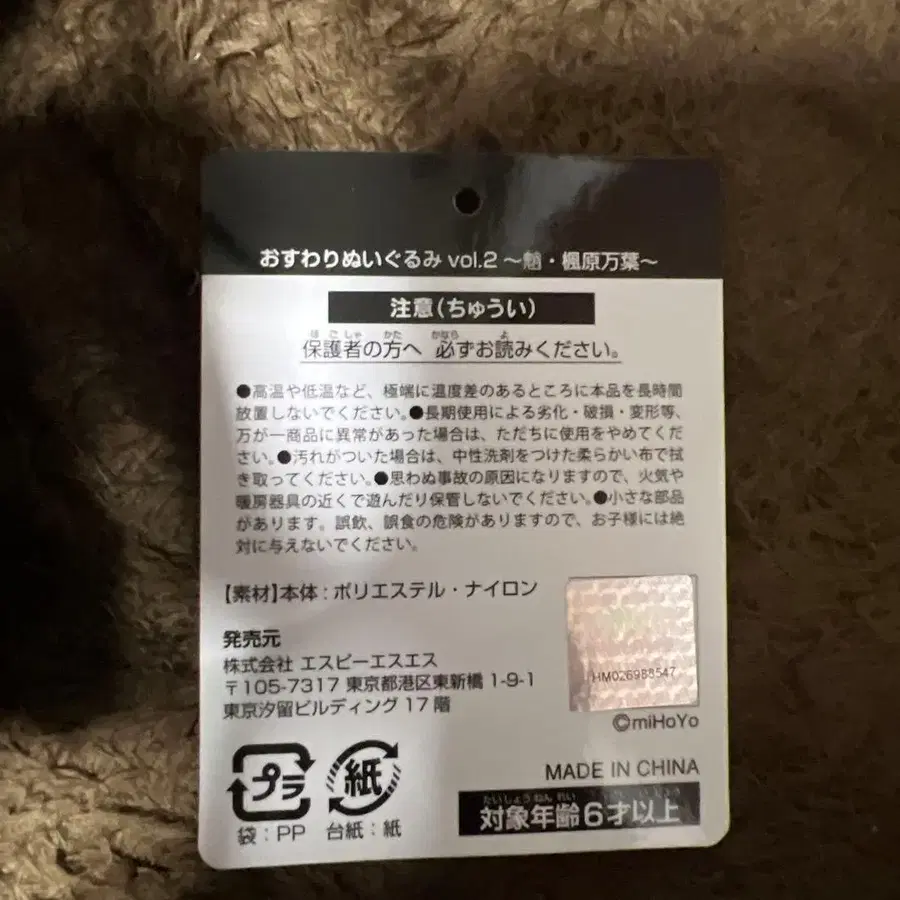 おすわりぬいぐるみ vol.2 ～魈・楓原万葉～
注意(ちゅうい)
ほごしゃ かた かなら よ
保護者の方へ 必ずお読みください。
●高温や低温など、極端に温度差のあるところに本品を長時間
放置しないでください。●長期使用による劣化・破損・変形等、
万が一商品に異常があった場合は、ただちに使用をやめてくだ
さい。●汚れがついた場合は、中性洗剤をつけた柔らかい布で拭
き取ってください。●思わぬ事故の原因になりますので、火気や
暖房器具の近くで遊んだり保管しないでください。●小さな部品
があります。誤飲、誤食の危険がありますので、お子様には絶
対に与えないでください。
【素材】本体：ポリエステル・ナイロン
発売元
株式会社 エスピーエスエス
〒105-7317 東京都港区東新橋 1-9-1
東京汐留ビルディング 17 階
HM026988547
©miHoYo
プラ
紙
袋：PP
台紙：紙
MADE IN CHINA
たいしょうねんれい さい いじょう
対象年齢6才以上